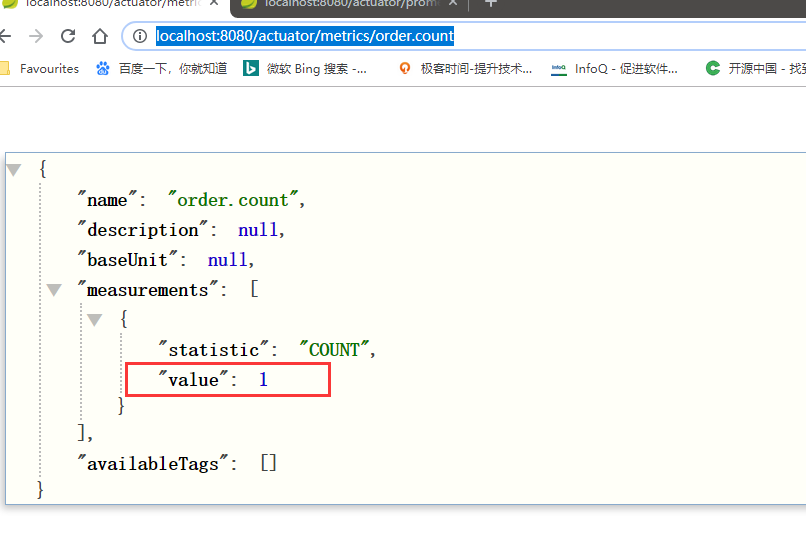 localhost:8080/actuator/metri
localhost:8080/actuator/prom
localhost:8080/actuator/metrics/order.count
Favourites 百度一下，你就知道 微软 Bing 搜索 -... 极客时间-提升技术... InfoQ InfoQ - 促进软件... 开源中国 - 找到
{
"name": "order.count",
"description": null,
"baseUnit": null,
"measurements": [
{
"statistic": "COUNT",
"value": 1
}
],
"availableTags": []
}